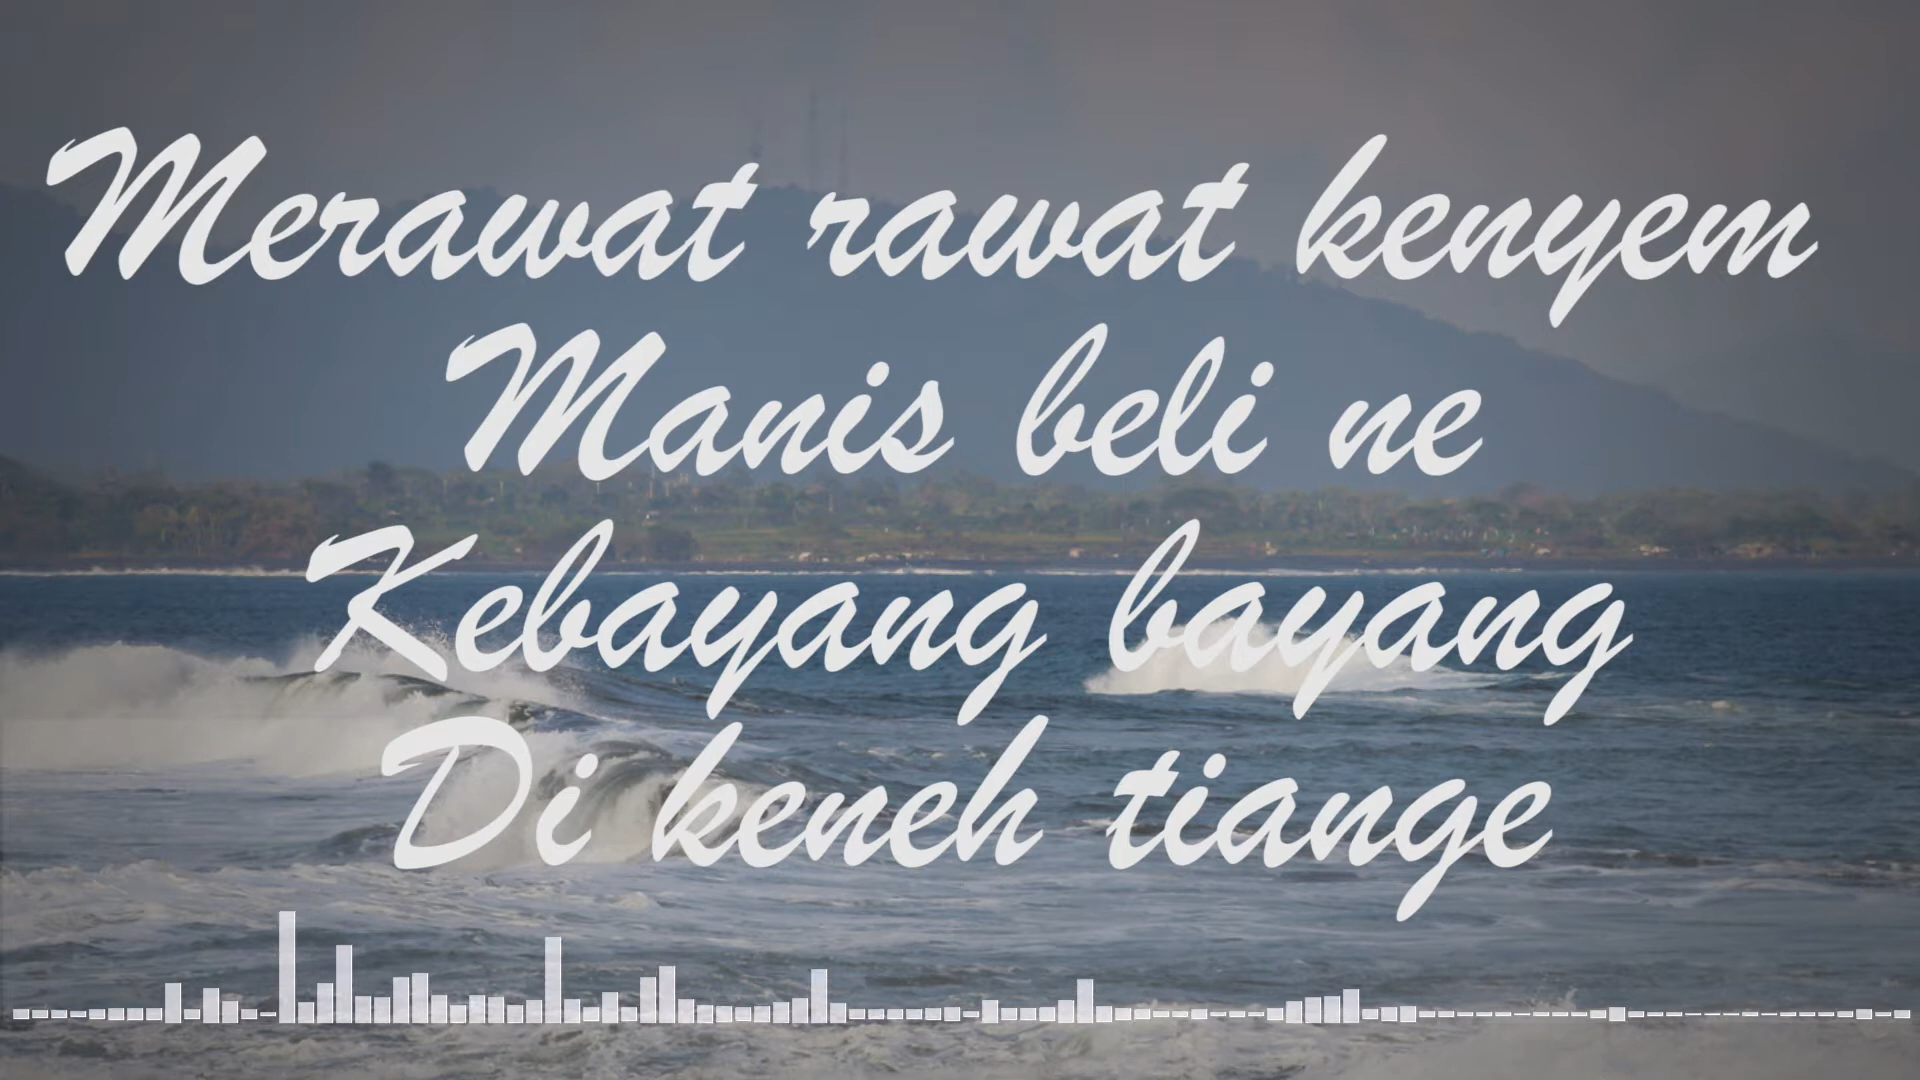 Merawat rawat kenyem
Manis beli ne
Kebayang bayang
Di keneh tiange